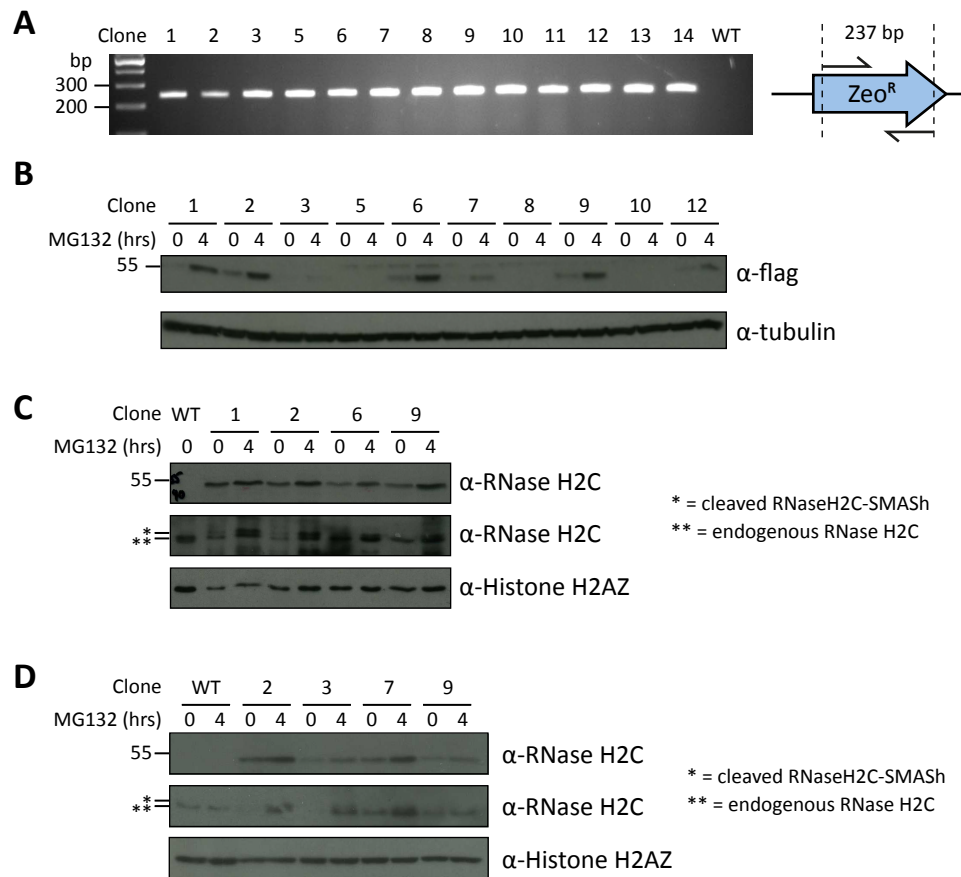 A
Clone 1 2 3 5 6 7 8 9 10 11 12 13 14 WT
bp
300
200
237 bp
Zeo^R
B
Clone 1 2 3 5 6 7 8 9 10 12
MG132 (hrs) 0 4 0 4 0 4 0 4 0 4 0 4 0 4 0 4 0 4 0 4
55
α-flag
α-tubulin
C
Clone WT 1 2 6 9
MG132 (hrs) 0 0 4 0 4 0 4 0 4
55
α-RNase H2C
* = cleaved RNaseH2C-SMASh
*
**
α-RNase H2C
** = endogenous RNase H2C
α-Histone H2AZ
D
Clone WT 2 3 7 9
MG132 (hrs) 0 4 0 4 0 4 0 4 0 4
55
α-RNase H2C
* = cleaved RNaseH2C-SMASh
*
**
α-RNase H2C
** = endogenous RNase H2C
α-Histone H2AZ